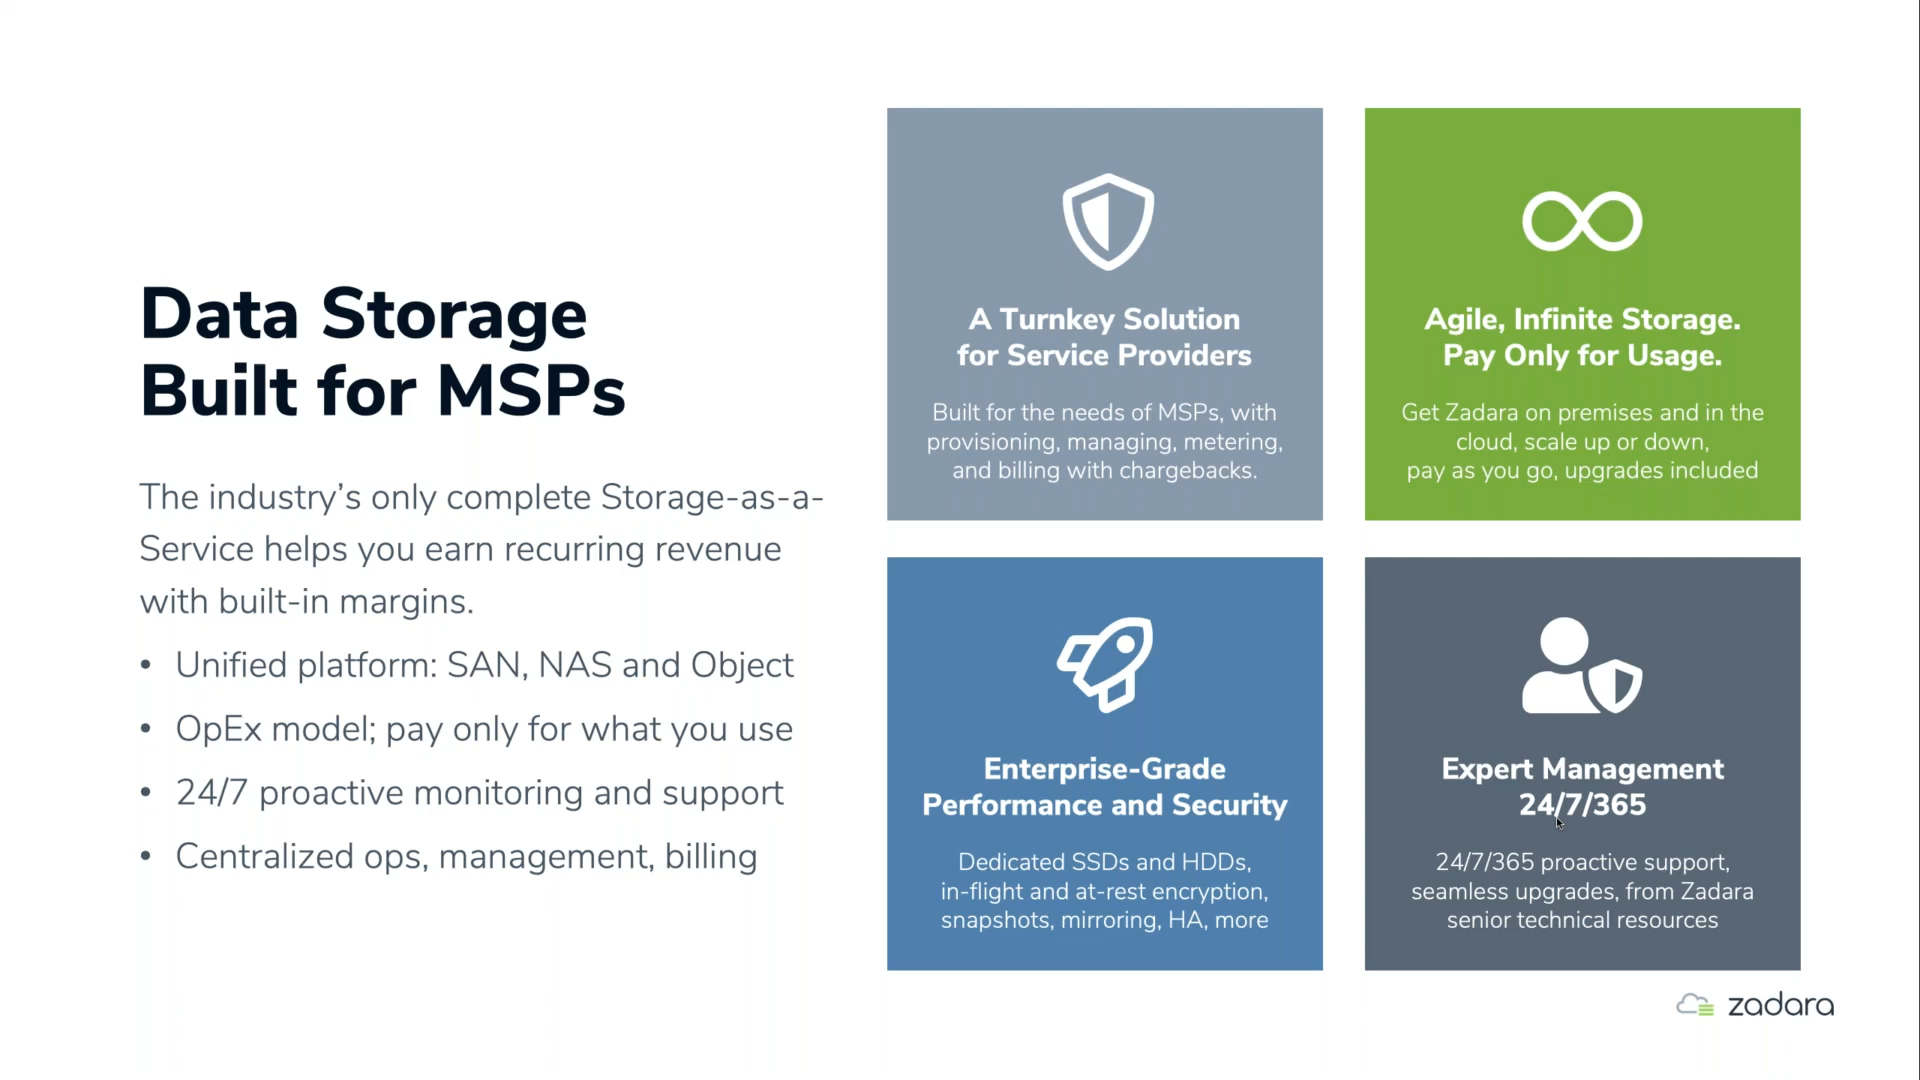 Data Storage
Built for MSPs
The industry’s only complete Storage-as-a-
Service helps you earn recurring revenue
with built-in margins.
• Unified platform: SAN, NAS and Object
• OpEx model; pay only for what you use
• 24/7 proactive monitoring and support
• Centralized ops, management, billing
A Turnkey Solution
for Service Providers
Built for the needs of MSPs, with
provisioning, managing, metering,
and billing with chargebacks.
Agile, Infinite Storage.
Pay Only for Usage.
Get Zadara on premises and in the
cloud, scale up or down,
pay as you go, upgrades included
Enterprise-Grade
Performance and Security
Dedicated SSDs and HDDs,
in-flight and at-rest encryption,
snapshots, mirroring, HA, more
Expert Management
24/7/365
24/7/365 proactive support,
seamless upgrades, from Zadara
senior technical resources
zadara